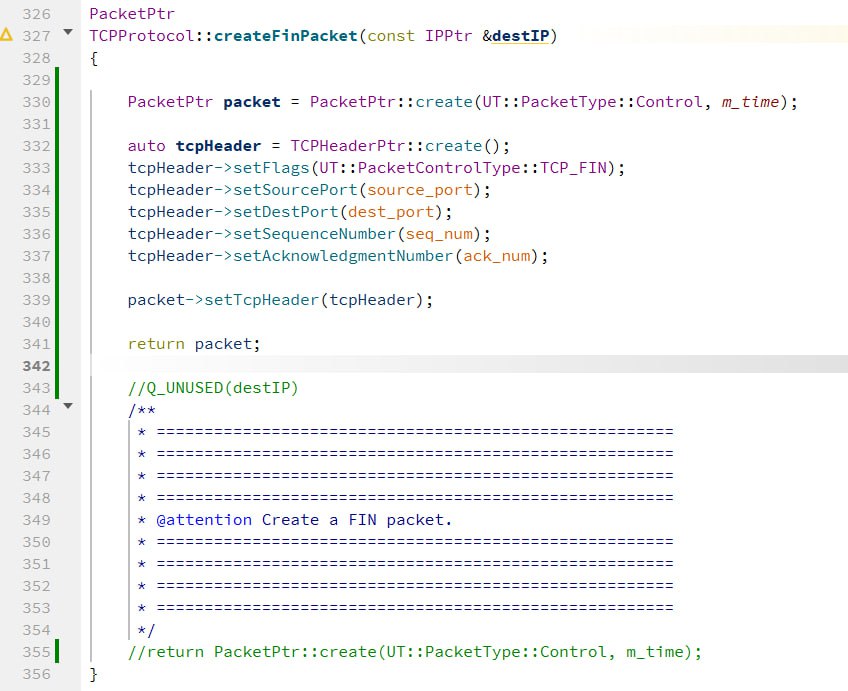 326 PacketPtr
327 TCPProtocol::createFinPacket(const IPPtr &destIP)
328 {
329
330 PacketPtr packet = PacketPtr::create(UT::PacketType::Control, m_time);
331
332 auto tcpHeader = TCPHeaderPtr::create();
333 tcpHeader->setFlags(UT::PacketControlType::TCP_FIN);
334 tcpHeader->setSourcePort(source_port);
335 tcpHeader->setDestPort(dest_port);
336 tcpHeader->setSequenceNumber(seq_num);
337 tcpHeader->setAcknowledgmentNumber(ack_num);
338
339 packet->setTcpHeader(tcpHeader);
340
341 return packet;
342
343 //Q_UNUSED(destIP)
344 /**
345 * ======================================================
346 * ======================================================
347 * ======================================================
348 * ======================================================
349 * @attention Create a FIN packet.
350 * ======================================================
351 * ======================================================
352 * ======================================================
353 * ======================================================
354 */
355 //return PacketPtr::create(UT::PacketType::Control, m_time);
356 }